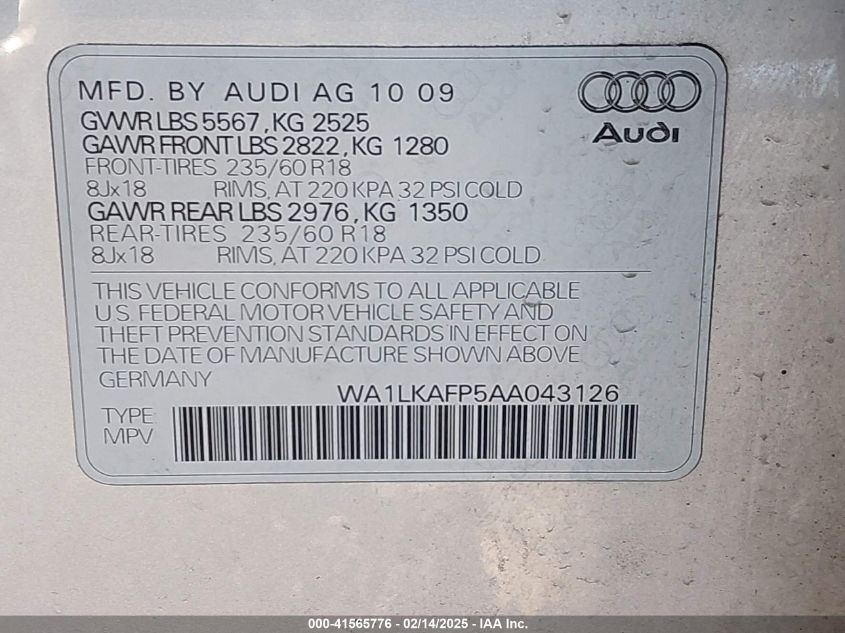 MFD. BY AUDI AG 10 09
GVWR LBS 5567, KG 2525
GAWR FRONT LBS 2822, KG 1280
FRONT-TIRES 235/60 R18
8Jx18 RIMS, AT 220 KPA 32 PSI COLD
GAWR REAR LBS 2976, KG 1350
REAR-TIRES 235/60 R18
8Jx18 RIMS, AT 220 KPA 32 PSI COLD
Audi
THIS VEHICLE CONFORMS TO ALL APPLICABLE
U.S. FEDERAL MOTOR VEHICLE SAFETY AND
THEFT PREVENTION STANDARDS IN EFFECT ON
THE DATE OF MANUFACTURE SHOWN ABOVE.
GERMANY
WA1LKAFP5AA043126
TYPE:
MPV
000-41565776 - 02/14/2025 - IAA Inc.